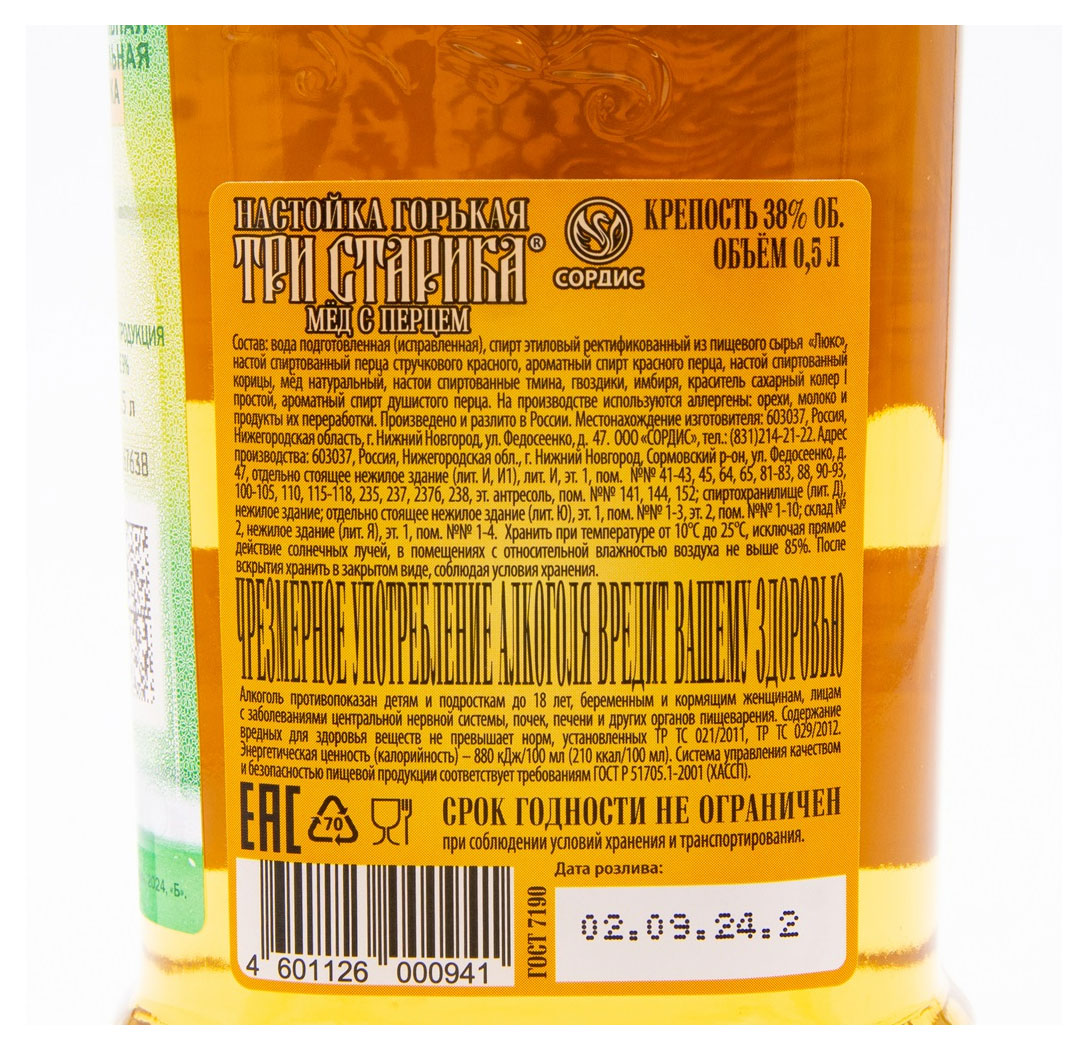 ЬНАЯ
РОДУКЦИЯ
5 л
763В
2024, «Б».
НАСТОЙКА ГОРЬКАЯ
ТРИ СТАРИКА®
МЁД С ПЕРЦЕМ
СОРДИС
КРЕПОСТЬ 38% ОБ.
ОБЪЁМ 0,5 Л
Состав: вода подготовленная (исправленная), спирт этиловый ректификованный из пищевого сырья «Люкс»,
настой спиртованный перца стручкового красного, ароматный спирт красного перца, настой спиртованный
корицы, мёд натуральный, настои спиртованные тмина, гвоздики, имбиря, краситель сахарный колер I
простой, ароматный спирт душистого перца. На производстве используются аллергены: орехи, молоко и
продукты их переработки. Произведено и разлито в России. Местонахождение изготовителя: 603037, Россия,
Нижегородская область, г. Нижний Новгород, ул. Федосеенко, д. 47. ООО «СОРДИС», тел.: (831)214-21-22. Адрес
производства: 603037, Россия, Нижегородская обл., г. Нижний Новгород, Сормовский р-он, ул. Федосеенко, д.
47, отдельно стоящее нежилое здание (лит. И, И1), лит. И, эт. 1, пом. №№ 41-43, 45, 64, 65, 81-83, 88, 90-93,
100-105, 110, 115-118, 235, 237, 2376, 238, эт. антресоль, пом. №№ 141, 144, 152; спиртохранилище (лит. Д),
нежилое здание; отдельно стоящее нежилое здание (лит. Ю), эт. 1, пом. №№ 1-3, эт. 2, пом. №№ 1-10; склад №
2, нежилое здание (лит. Я), эт. 1, пом. №№ 1-4. Хранить при температуре от 10°С до 25°С, исключая прямое
действие солнечных лучей, в помещениях с относительной влажностью воздуха не выше 85%. После
вскрытия хранить в закрытом виде, соблюдая условия хранения.
ЧРЕЗМЕРНОЕ УПОТРЕБЛЕНИЕ АЛКОГОЛЯ ВРЕДИТ ВАШЕМУ ЗДОРОВЬЮ
Алкоголь противопоказан детям и подросткам до 18 лет, беременным и кормящим женщинам, лицам
с заболеваниями центральной нервной системы, почек, печени и других органов пищеварения. Содержание
вредных для здоровья веществ не превышает норм, установленных ТР ТС 021/2011, ТР ТС 029/2012.
Энергетическая ценность (калорийность) – 880 кДж/100 мл (210 ккал/100 мл). Система управления качеством
и безопасностью пищевой продукции соответствует требованиям ГОСТ Р 51705.1-2001 (ХАССП).
ЕАС
70
СРОК ГОДНОСТИ НЕ ОГРАНИЧЕН
при соблюдении условий хранения и транспортирования.
Дата розлива:
ГОСТ 7190
02.09.24.2
4 601126 000941